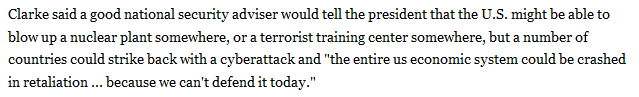 Clarke said a good national security adviser would tell the president that the U.S. might be able to
blow up a nuclear plant somewhere, or a terrorist training center somewhere, but a number of
countries could strike back with a cyberattack and "the entire us economic system could be crashed
in retaliation ... because we can't defend it today."